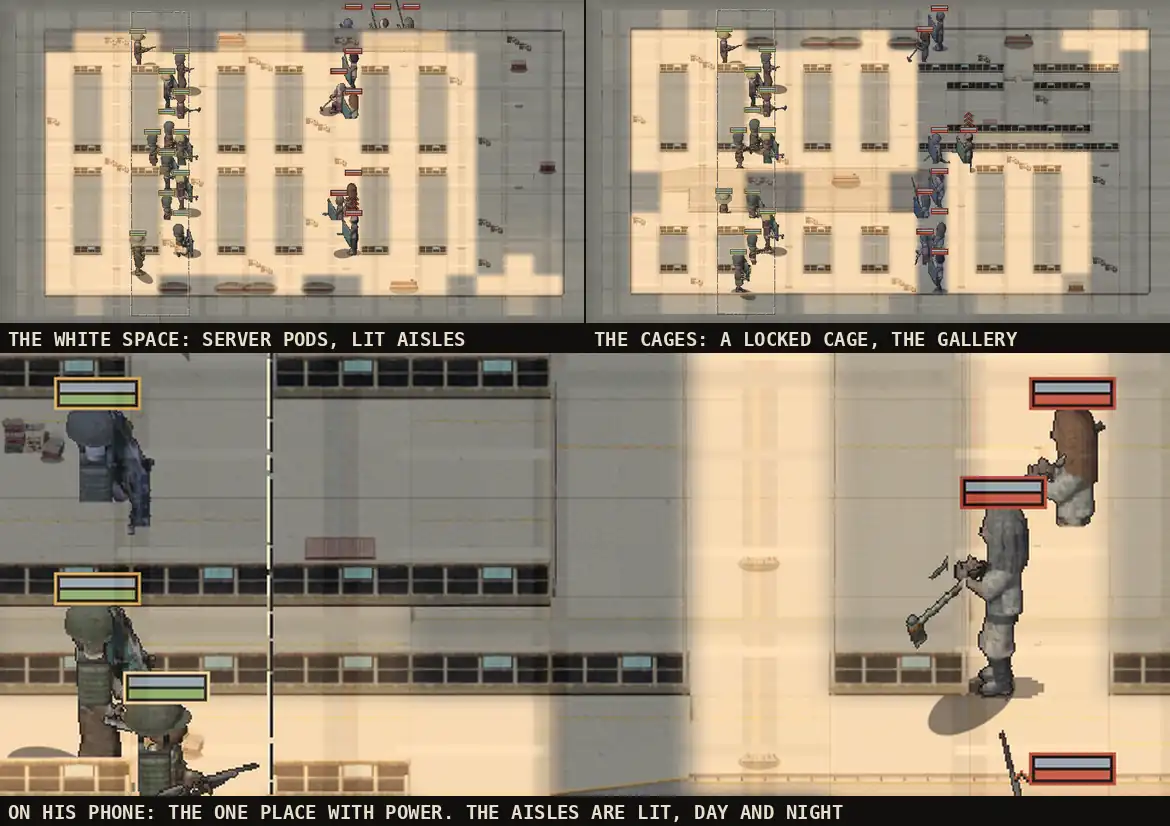 THE WHITE SPACE: SERVER PODS, LIT AISLES
THE CAGES: A LOCKED CAGE, THE GALLERY
ON HIS PHONE: THE ONE PLACE WITH POWER. THE AISLES ARE LIT, DAY AND NIGHT